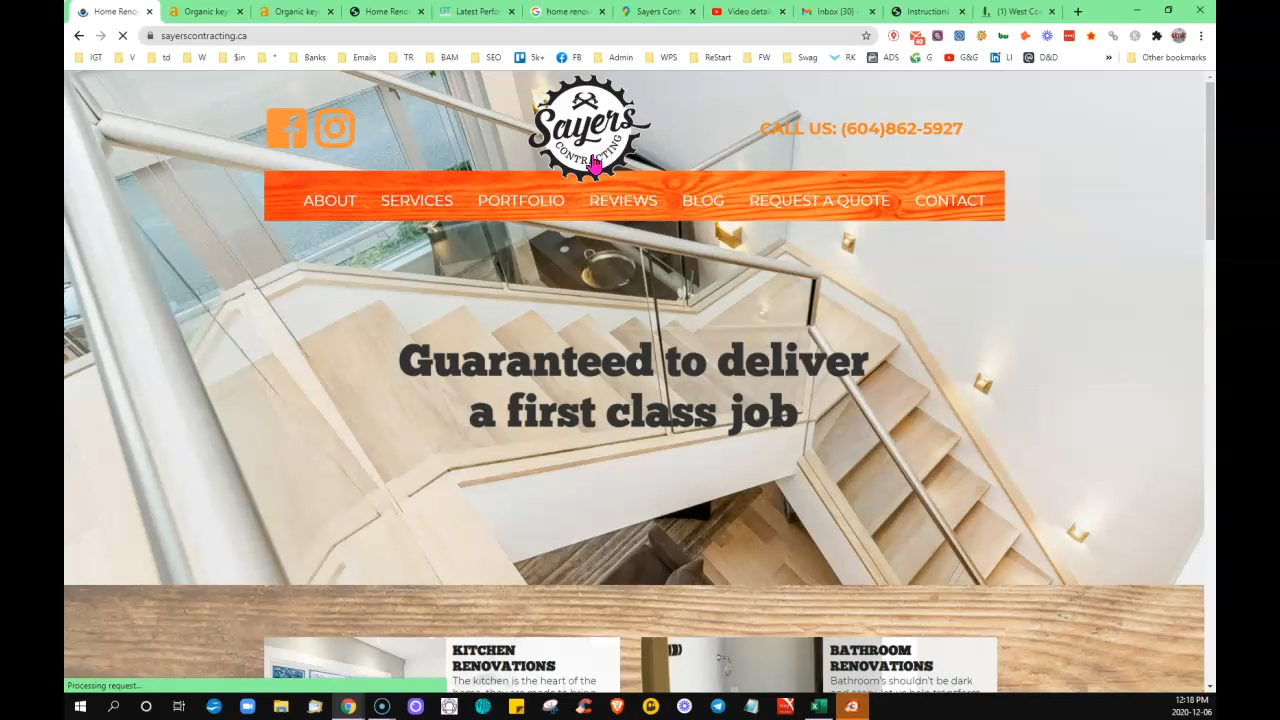 Home Reno
Organic key
Organic key
Home Reno
Latest Perfo
home renov
Sayers Cont
Video detai
Inbox (30) -
Instructions
(1) West Co
sayerscontracting.ca
40
IGT
V
td
W
$in
"
Banks
Emails
TR
BAM
SEO
5k+
FB
Admin
WPS
ReStart
FW
Swag
RK
ADS
G
G&G
LI
D&D
»
Other bookmarks
Sayers
CONTRACTING
CALL US: (604)862-5927
ABOUT
SERVICES
PORTFOLIO
REVIEWS
BLOG
REQUEST A QUOTE
CONTACT
Guaranteed to deliver
a first class job
KITCHEN
RENOVATIONS
The kitchen is the heart of
BATHROOM
RENOVATIONS
Bathroom's shouldn't be dark
Processing request...
12:18 PM
2020-12-06